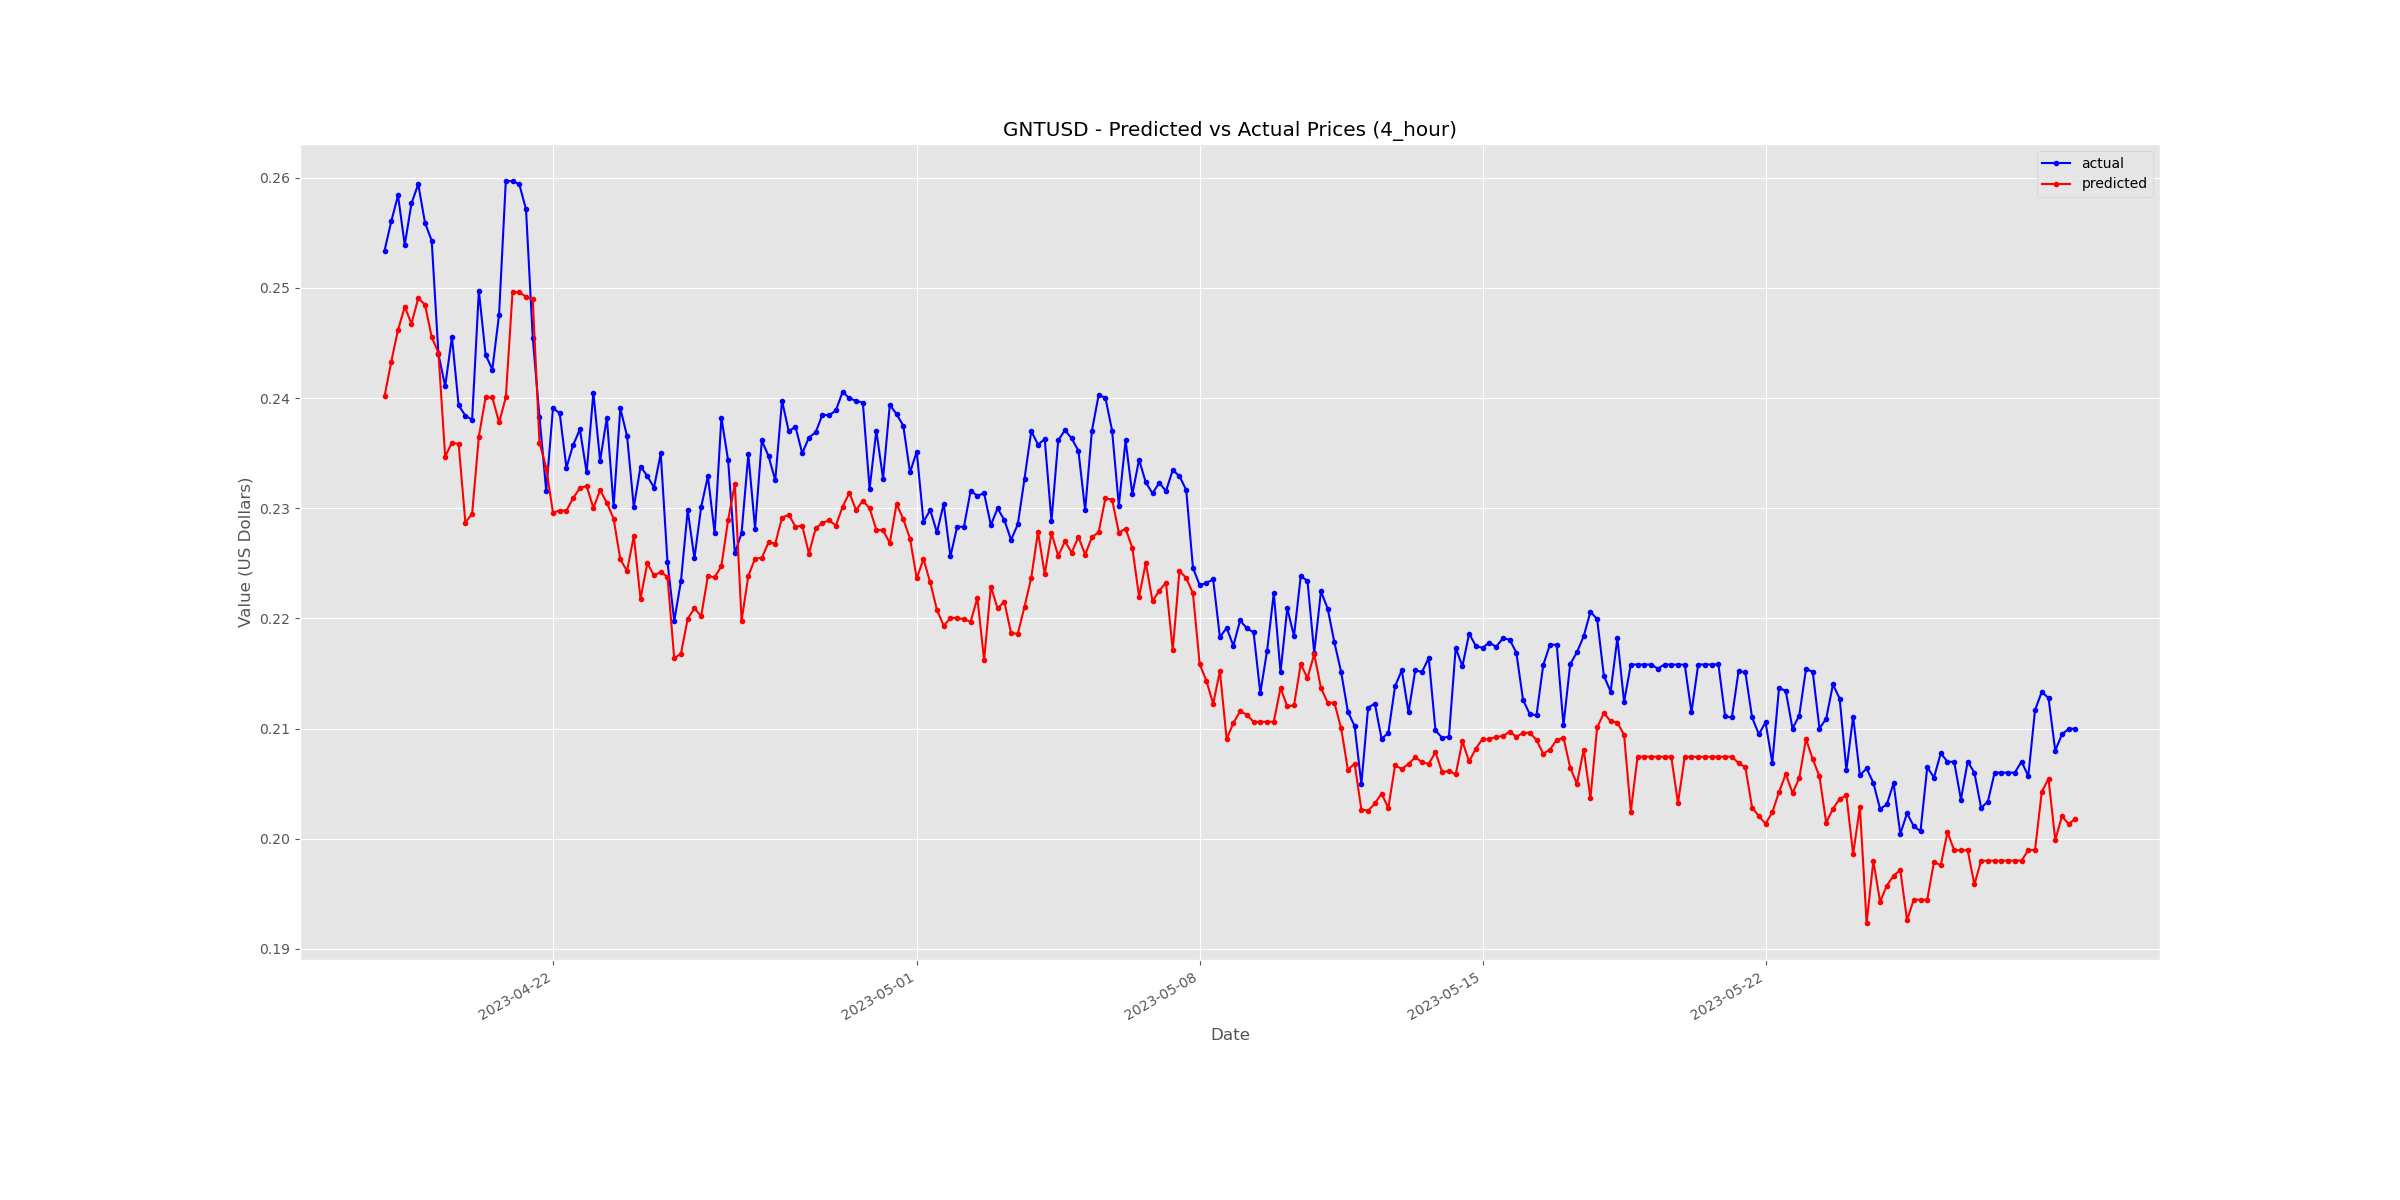 GNTUSD - Predicted vs Actual Prices (4_hour)
actual
predicted
0.26
0.25
0.24
0.23
0.22
0.21
0.20
0.19
Value (US Dollars)
2023-04-22
2023-05-01
2023-05-08
2023-05-15
2023-05-22
Date